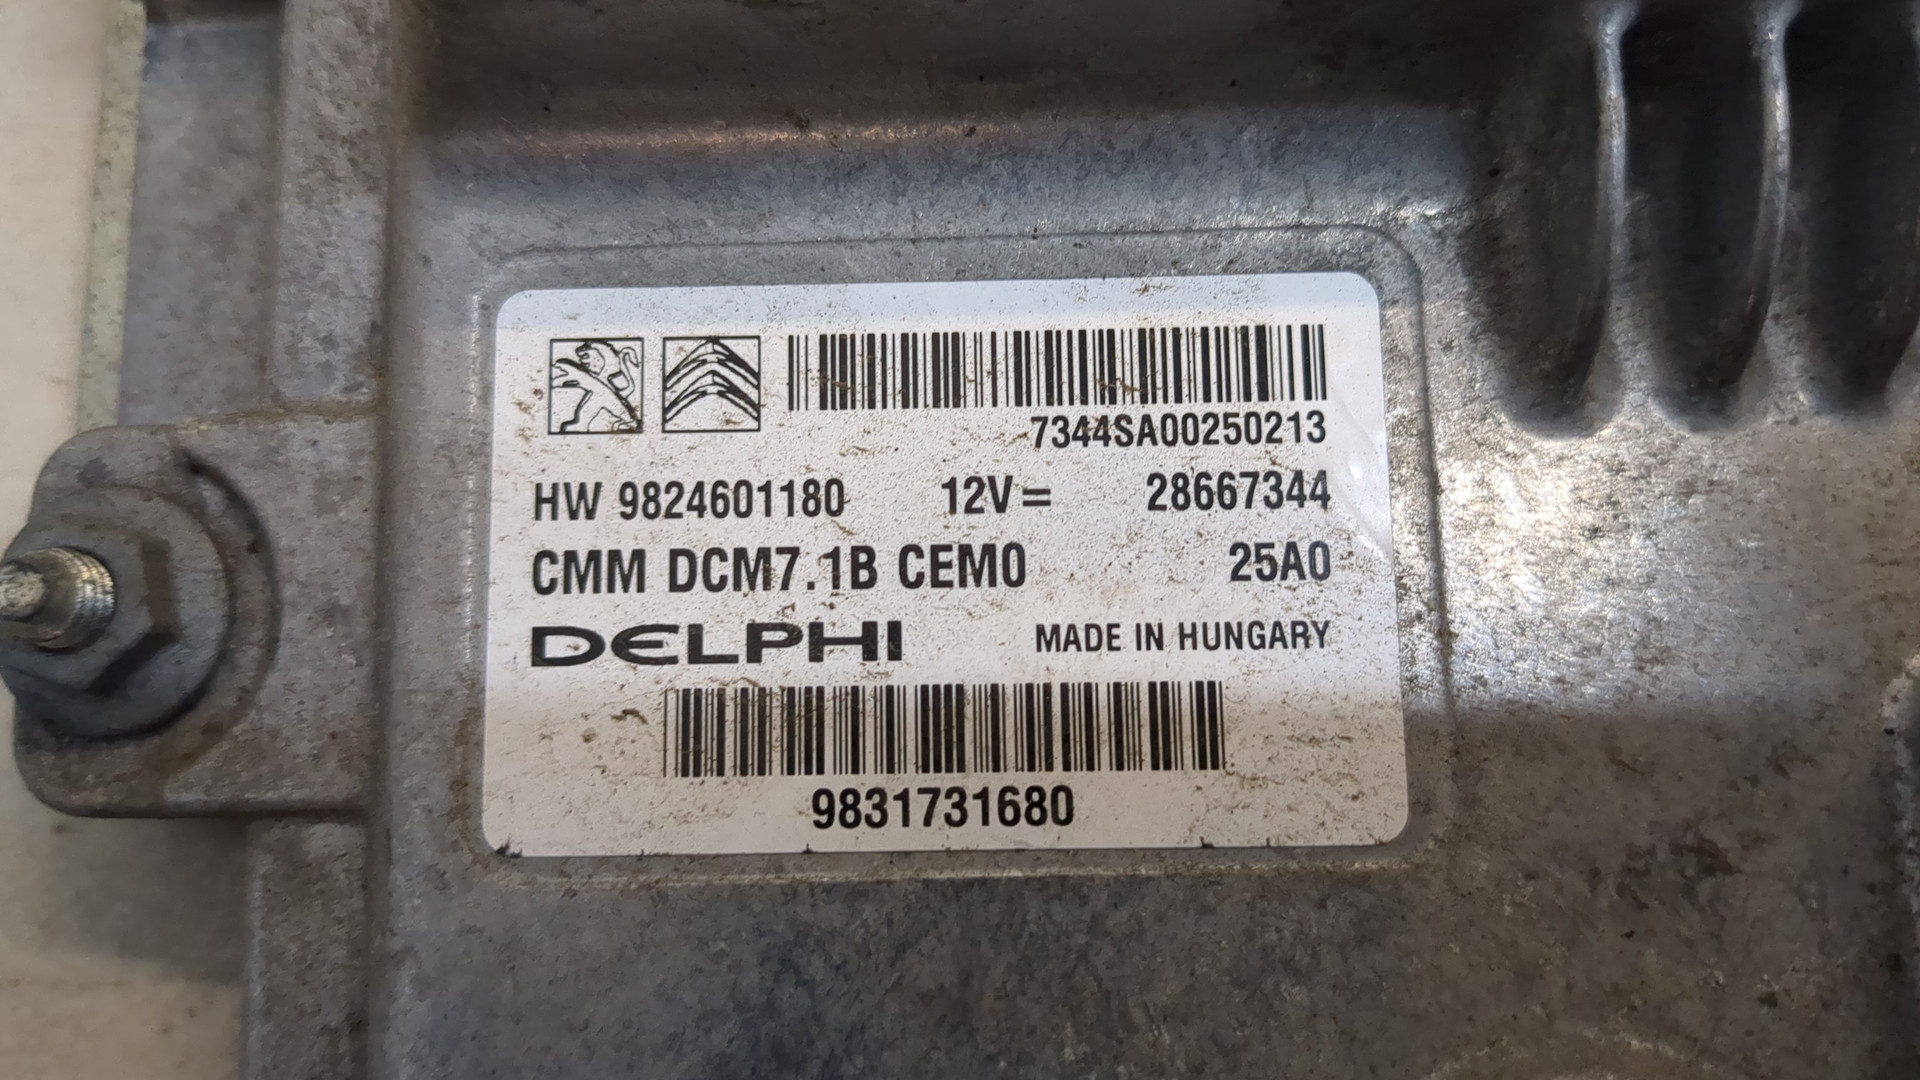 7344SA00250213
HW 9824601180 12V= 28667344
CMM DCM7.1B CEM0 25A0
DELPHI MADE IN HUNGARY
9831731680